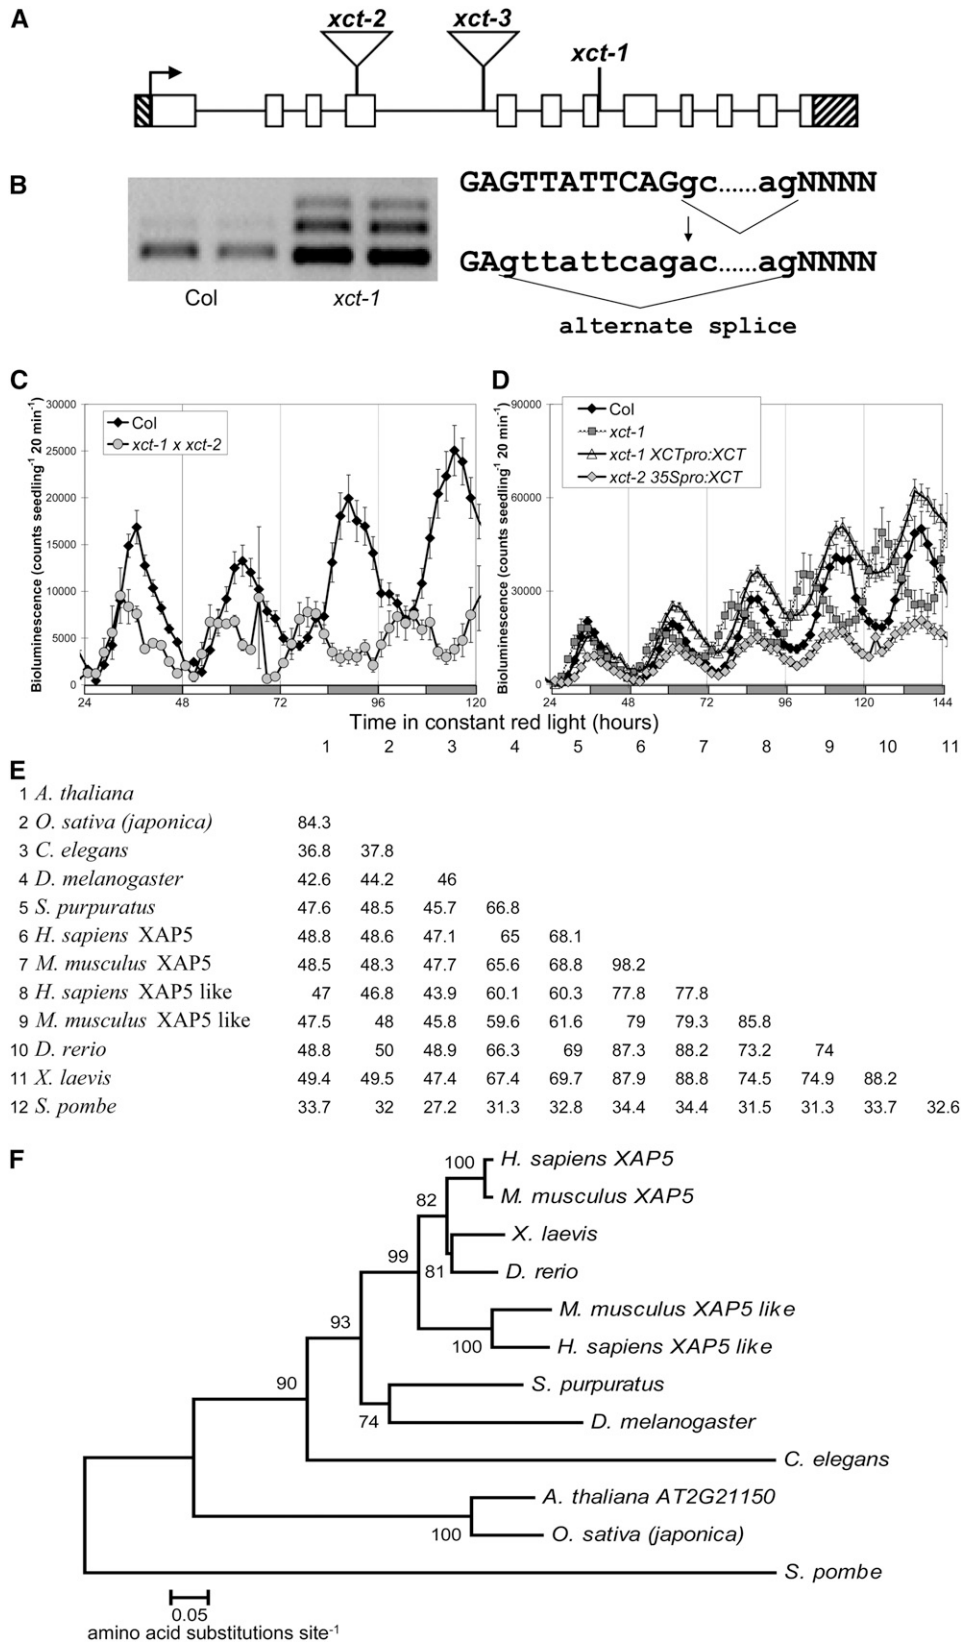 A
xct-2
xct-3
xct-1
B
Col
xct-1
GAGTTATTCAGgc......agNNNN
GAgttattcagac......agNNNN
alternate splice
C
Bioluminescence (counts seedling-1 20 min-1)
30000
25000
20000
15000
10000
5000
0
Col
xct-1 x xct-2
24 48 72 96 120
D
Bioluminescence (counts seedling-1 20 min-1)
90000
60000
30000
0
Col
xct-1
xct-1 XCTpro:XCT
xct-2 35Spro:XCT
24 48 72 96 120 144
Time in constant red light (hours)
E
1 2 3 4 5 6 7 8 9 10 11
1 A. thaliana
2 O. sativa (japonica) 84.3
3 C. elegans 36.8 37.8
4 D. melanogaster 42.6 44.2 46
5 S. purpuratus 47.6 48.5 45.7 66.8
6 H. sapiens XAP5 48.8 48.6 47.1 65 68.1
7 M. musculus XAP5 48.5 48.3 47.7 65.6 68.8 98.2
8 H. sapiens XAP5 like 47 46.8 43.9 60.1 60.3 77.8 77.8
9 M. musculus XAP5 like 47.5 48 45.8 59.6 61.6 79 79.3 85.8
10 D. rerio 48.8 50 48.9 66.3 69 87.3 88.2 73.2 74
11 X. laevis 49.4 49.5 47.4 67.4 69.7 87.9 88.8 74.5 74.9 88.2
12 S. pombe 33.7 32 27.2 31.3 32.8 34.4 34.4 31.5 31.3 33.7 32.6
F
100
H. sapiens XAP5
M. musculus XAP5
82
X. laevis
99
81
D. rerio
M. musculus XAP5 like
93
100
H. sapiens XAP5 like
90
S. purpuratus
74
D. melanogaster
C. elegans
A. thaliana AT2G21150
100
O. sativa (japonica)
S. pombe
0.05
amino acid substitutions site-1